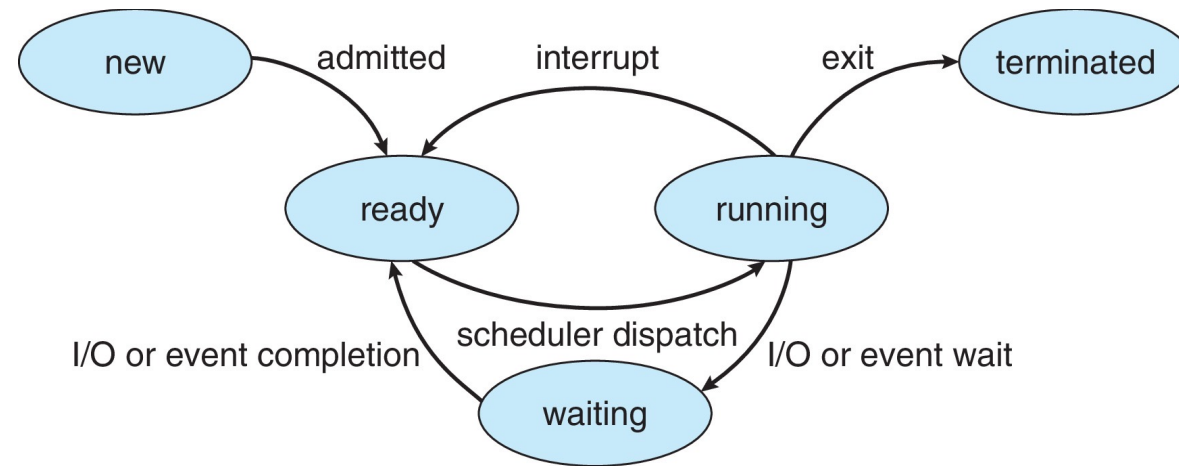 new
admitted
interrupt
exit
terminated
ready
running
I/O or event completion
scheduler dispatch
I/O or event wait
waiting